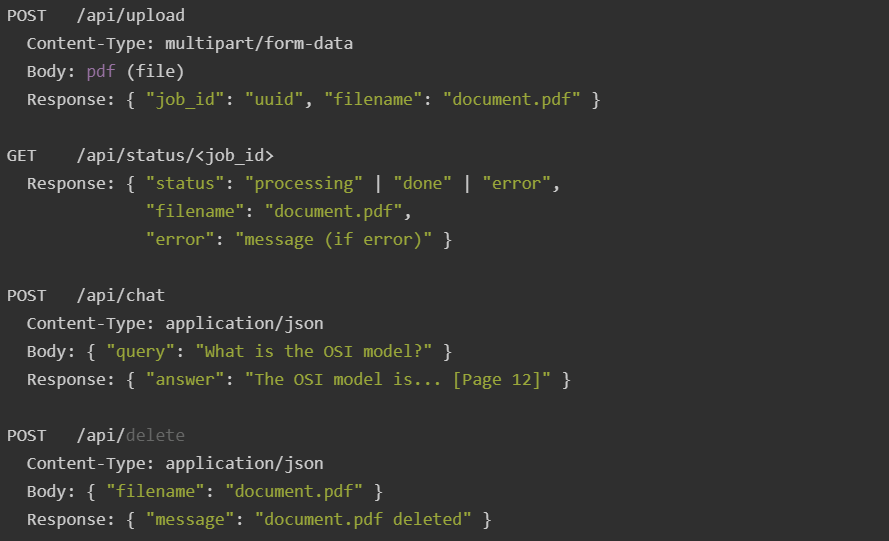 POST   /api/upload
  Content-Type: multipart/form-data
  Body: pdf (file)
  Response: { "job_id": "uuid", "filename": "document.pdf" }

GET    /api/status/<job_id>
  Response: { "status": "processing" | "done" | "error",
              "filename": "document.pdf",
              "error": "message (if error)" }

POST   /api/chat
  Content-Type: application/json
  Body: { "query": "What is the OSI model?" }
  Response: { "answer": "The OSI model is... [Page 12]" }

POST   /api/delete
  Content-Type: application/json
  Body: { "filename": "document.pdf" }
  Response: { "message": "document.pdf deleted" }